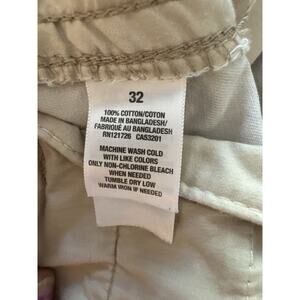 32
100% COTTON/COTON
MADE IN BANGLADESH/
FABRIQUÉ AU BANGLADESH
RN121726 CA53201
MACHINE WASH COLD
WITH LIKE COLORS
ONLY NON-CHLORINE BLEACH
WHEN NEEDED
TUMBLE DRY LOW
WARM IRON IF NEEDED